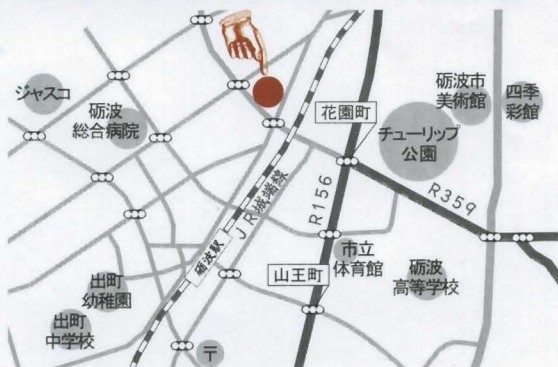 ジャスコ
砺波
総合病院
花園町
砺波市
美術館
四季
彩館
チューリップ
公園
R359
R156
JR城端線
砺波駅
市立
体育館
山王町
砺波
高等学校
出町
幼稚園
出町
中学校
〒